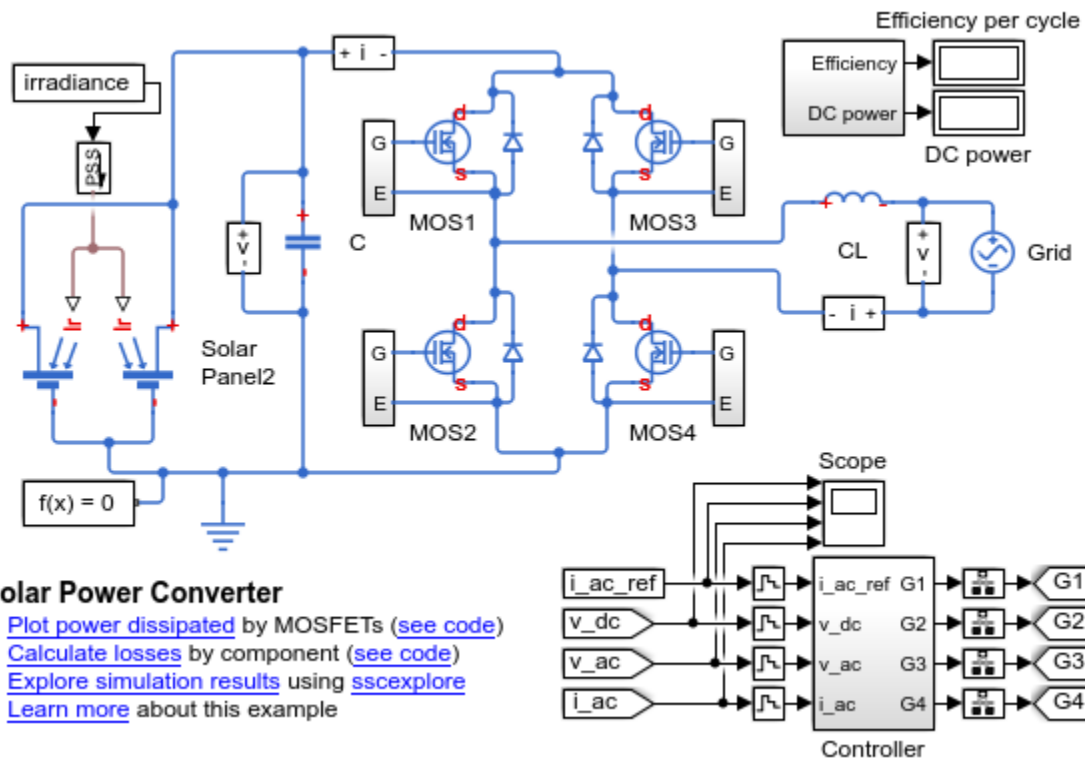 Efficiency per cycle
irradiance
+ i -
Efficiency
DC power
DC power
PS S
d
d
G
G
s
s
E
E
MOS1
MOS3
+
v
-
+
-
C
+
-
CL
+
v
-
Grid
- i +
Ir
Ir
+
+
Solar
Panel2
d
d
G
G
s
s
E
E
MOS2
MOS4
f(x) = 0
Scope
olar Power Converter
Plot power dissipated by MOSFETs (see code)
Calculate losses by component (see code)
Explore simulation results using sscexplore
Learn more about this example
i_ac_ref
i_ac_ref G1
G1
v_dc
v_dc G2
G2
v_ac
v_ac G3
G3
i_ac
i_ac G4
G4
Controller